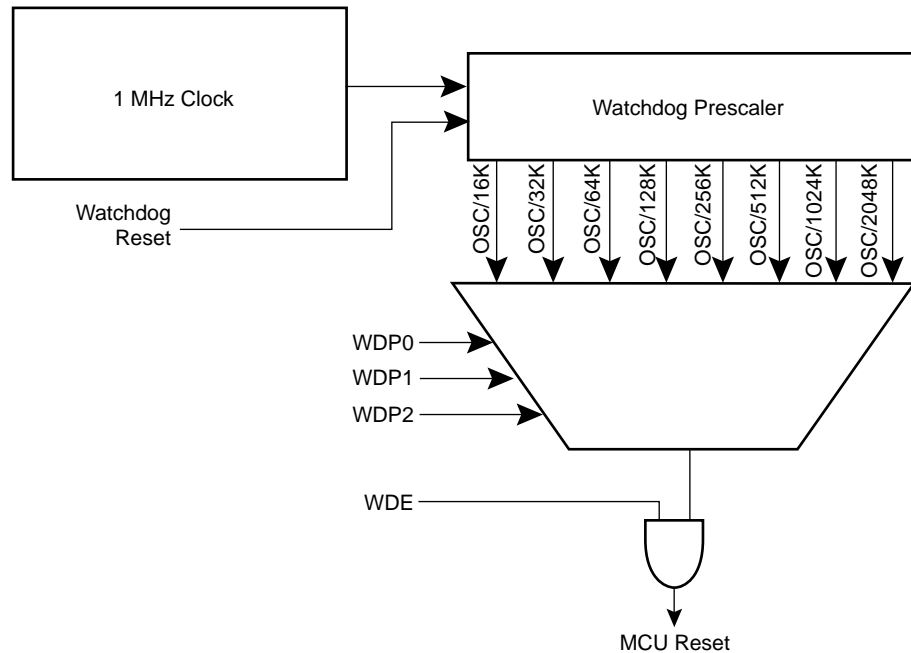 1 MHz Clock
Watchdog Prescaler
Watchdog
Reset
OSC/16K
OSC/32K
OSC/64K
OSC/128K
OSC/256K
OSC/512K
OSC/1024K
OSC/2048K
WDP0
WDP1
WDP2
WDE
MCU Reset